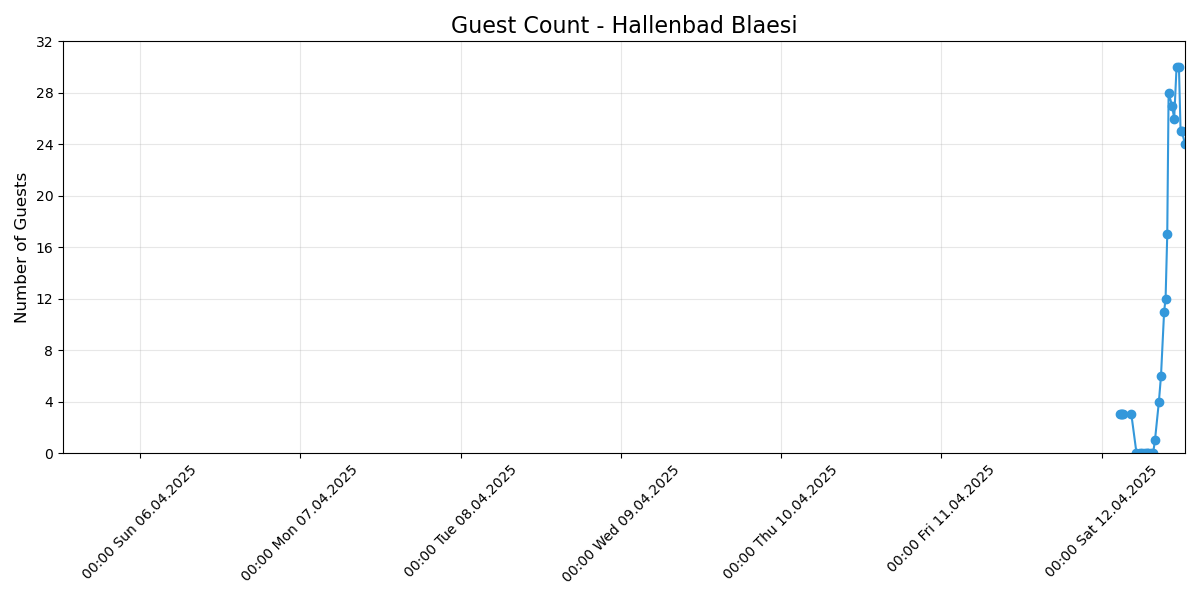 Guest Count - Hallenbad Blaesi
Number of Guests
32
28
24
20
16
12
8
4
0
00:00 Sun 06.04.2025
00:00 Mon 07.04.2025
00:00 Tue 08.04.2025
00:00 Wed 09.04.2025
00:00 Thu 10.04.2025
00:00 Fri 11.04.2025
00:00 Sat 12.04.2025